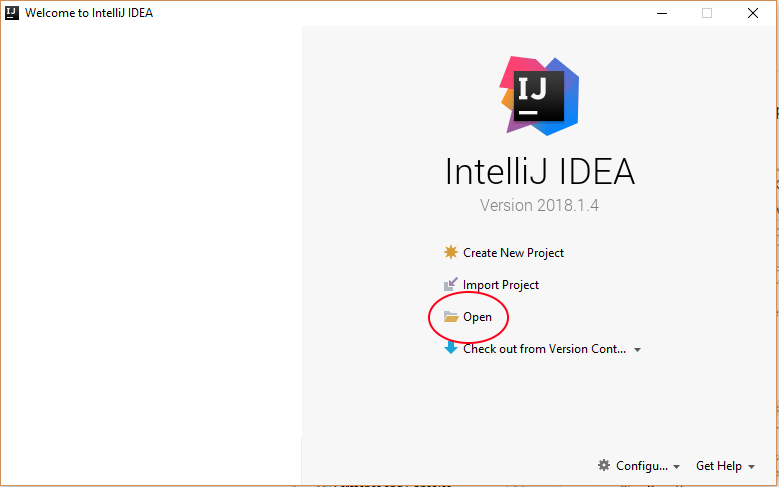 Welcome to IntelliJ IDEA
IJ
IntelliJ IDEA
Version 2018.1.4
Create New Project
Import Project
Open
Check out from Version Cont...
Configu... Get Help